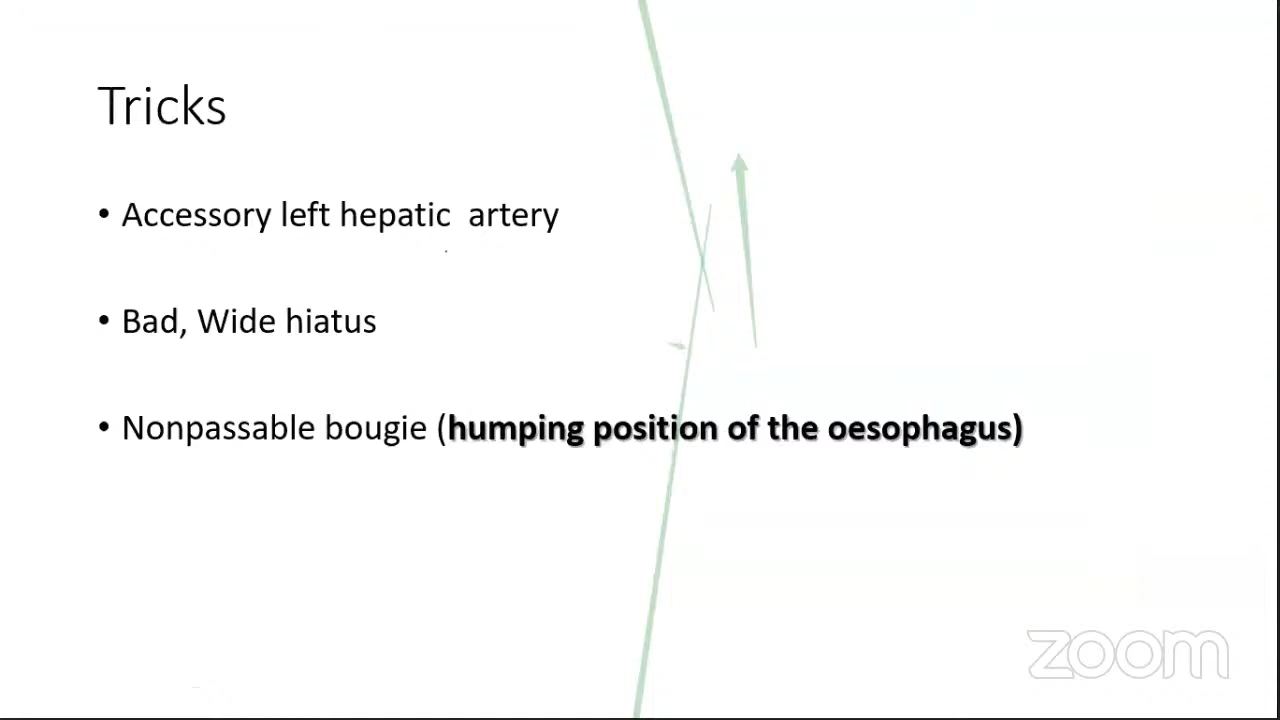 Tricks
• Accessory left hepatic artery
• Bad, Wide hiatus
• Nonpassable bougie (humping position of the oesophagus)
zoom